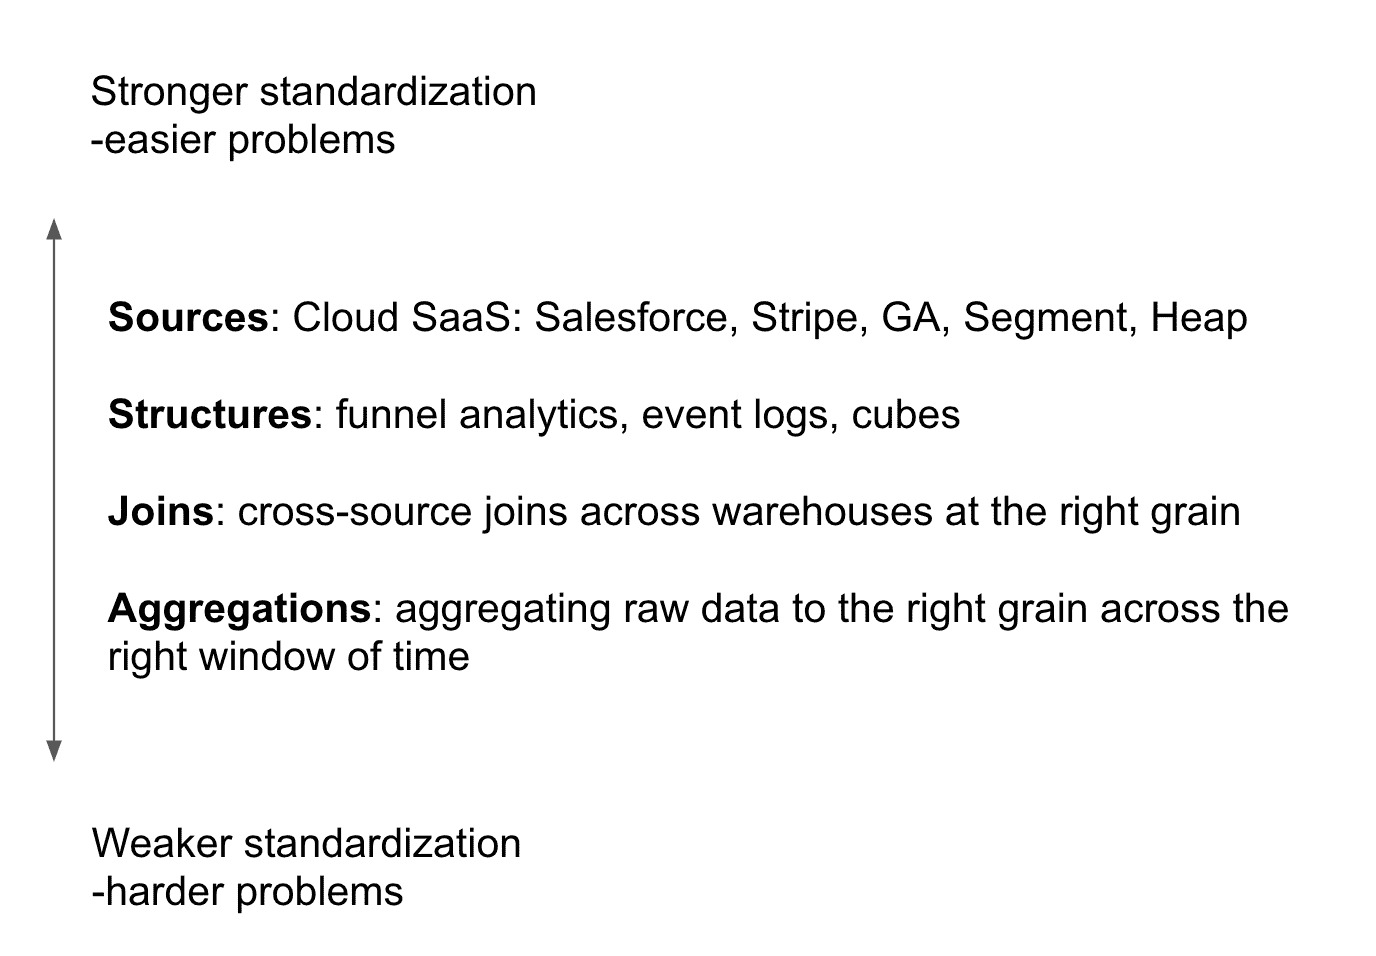 Stronger standardization
-easier problems
Sources: Cloud SaaS: Salesforce, Stripe, GA, Segment, Heap
Structures: funnel analytics, event logs, cubes
Joins: cross-source joins across warehouses at the right grain
Aggregations: aggregating raw data to the right grain across the
right window of time
Weaker standardization
-harder problems